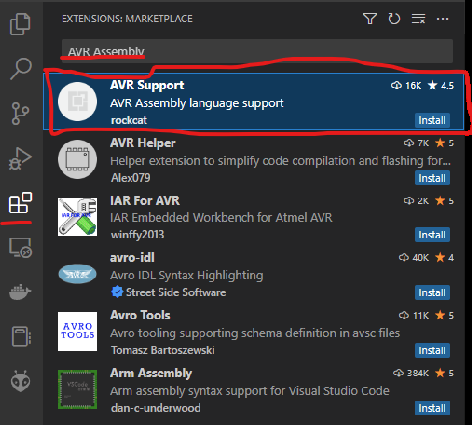 EXTENSIONS: MARKETPLACE
AVR Assembly
AVR Support 16K 4.5
AVR Assembly language support
rockcat Install
AVR Helper 7K 5
Helper extension to simplify code compilation and flashing for...
Alex079 Install
IAR For AVR 2K 5
IAR Embedded Workbench for Atmel AVR
winffy2013 Install
avro-idl 40K 4
Avro IDL Syntax Highlighting
Street Side Software Install
AVRO
TOOLS
Avro Tools 11K 5
Avro tooling supporting schema definition in avsc files
Tomasz Bartoszewski Install
VSCode
Arm Assembly 384K 5
Arm assembly syntax support for Visual Studio Code
dan-c-underwood Install